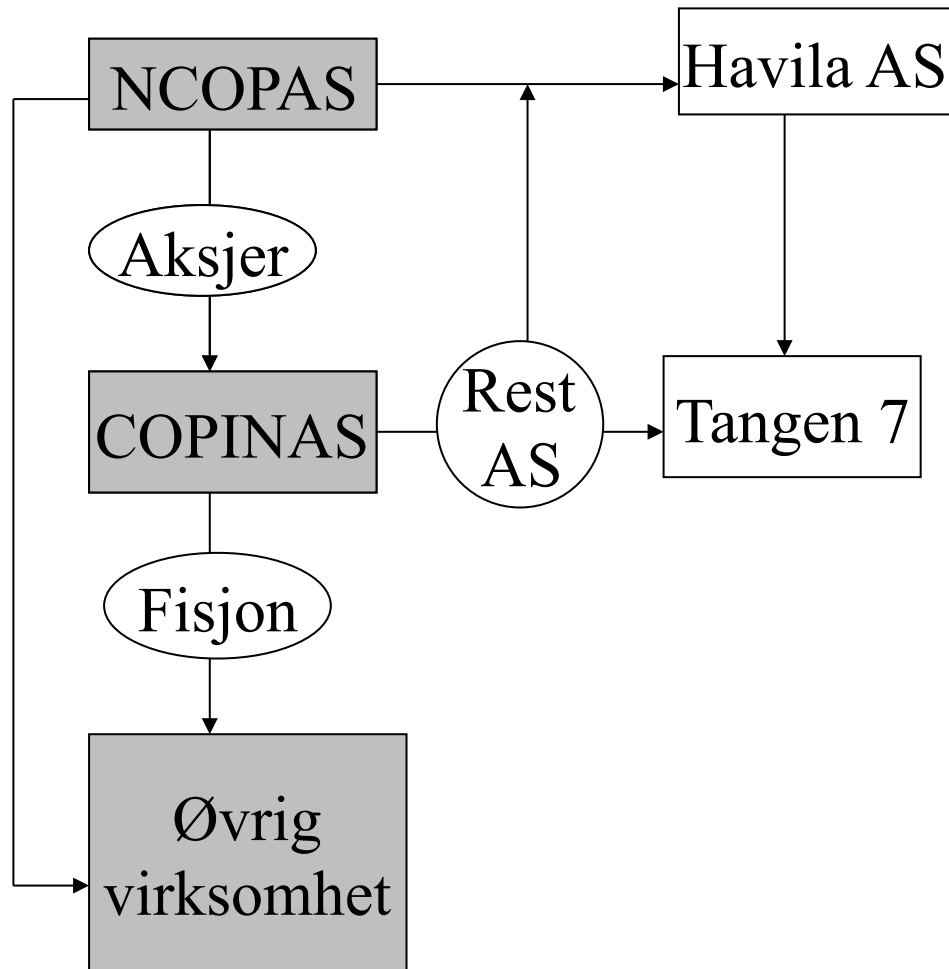 NCOPAS
Havila AS
Aksjer
COPINAS
Rest
AS
Tangen 7
Fisjon
Øvrig
virksomhet